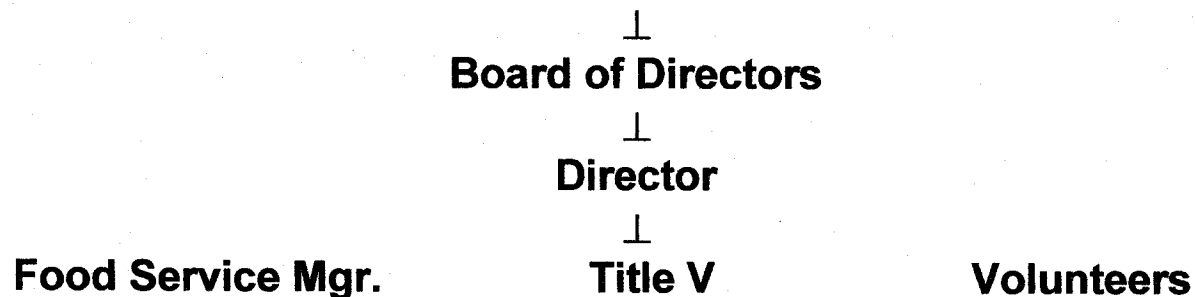 ⊥
Board of Directors
⊥
Director
⊥
Food Service Mgr. Title V Volunteers